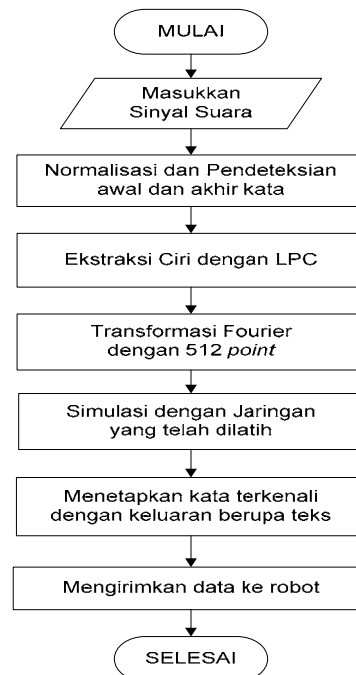 MULAI
Masukkan
Sinyal Suara
Normalisasi dan Pendeteksian
awal dan akhir kata
Ekstraksi Ciri dengan LPC
Transformasi Fourier
dengan 512 point
Simulasi dengan Jaringan
yang telah dilatih
Menetapkan kata terkenali
dengan keluaran berupa teks
Mengirimkan data ke robot
SELESAI